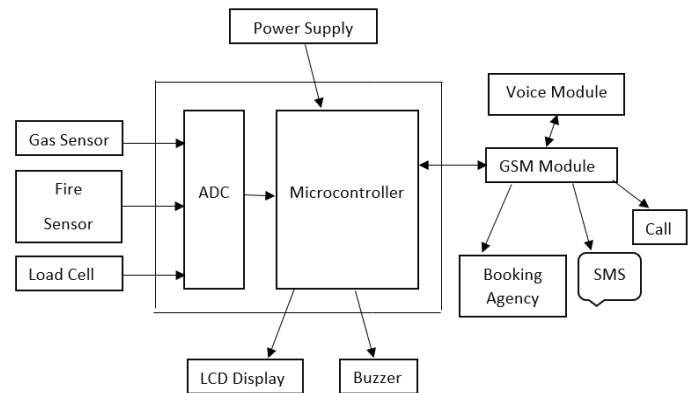 Power Supply
Voice Module
Gas Sensor
ADC
Microcontroller
GSM Module
Fire
Sensor
Call
Load Cell
Booking
Agency
SMS
LCD Display
Buzzer